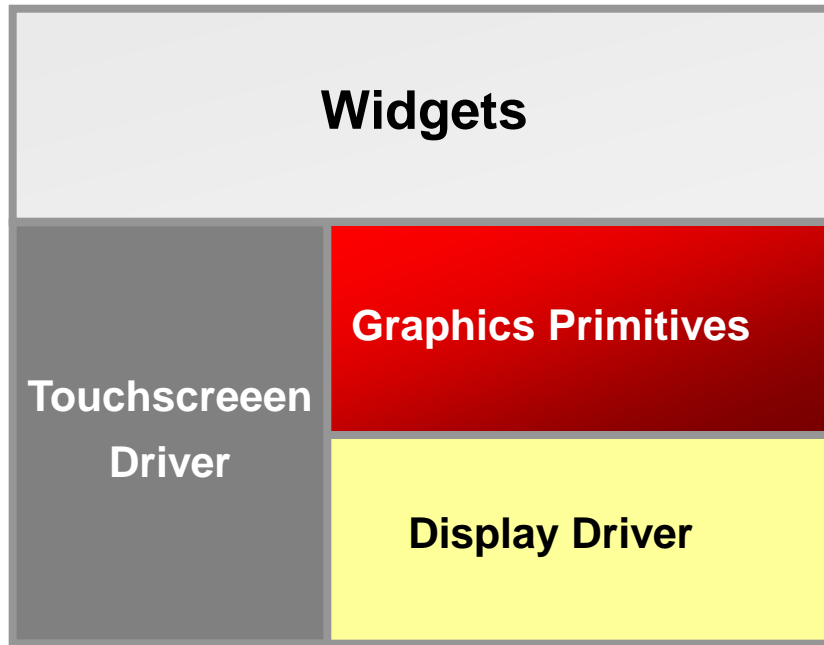 Widgets
Graphics Primitives
Touchscreeen
Driver
Display Driver